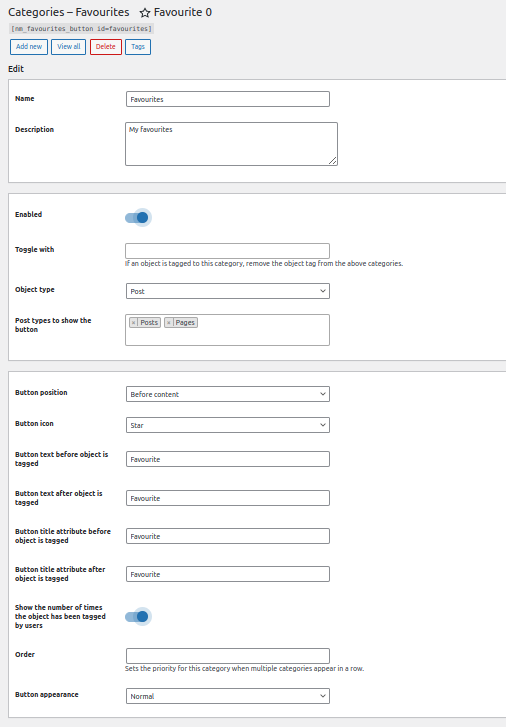 Categories – Favourites ☆ Favourite 0
[nm_favourites_button id=favourites]
Add new View all Delete Tags
Edit
Name Favourites
Description My favourites
Enabled
Toggle with
If an object is tagged to this category, remove the object tag from the above categories.
Object type Post
Post types to show the
button
× Posts × Pages
Button position Before content
Button icon Star
Button text before object is
tagged
Favourite
Button text after object is
tagged
Favourite
Button title attribute before
object is tagged
Favourite
Button title attribute after
object is tagged
Favourite
Show the number of times
the object has been tagged
by users
Order
Sets the priority for this category when multiple categories appear in a row.
Button appearance Normal